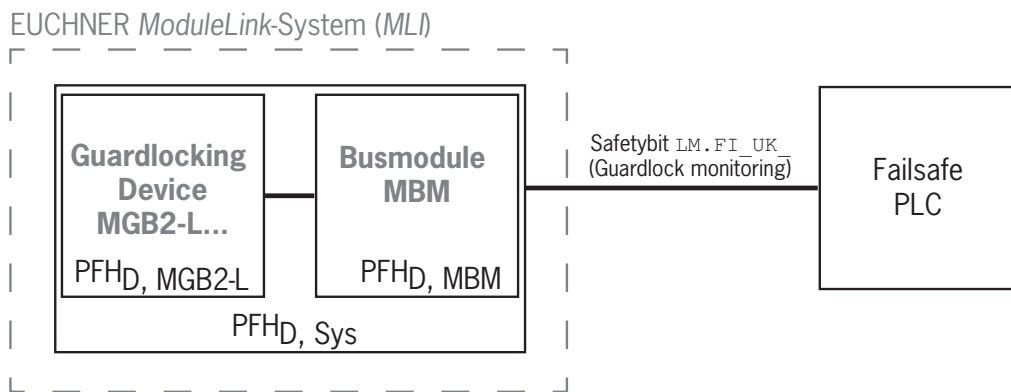 EUCHNER ModuleLink-System (MLI)
Guardlocking
Device
MGB2-L...
PFHD, MGB2-L
Busmodule
MBM
PFHD, MBM
PFHD, Sys
Safetybit LM.FI_UK_
(Guardlock monitoring)
Failsafe
PLC